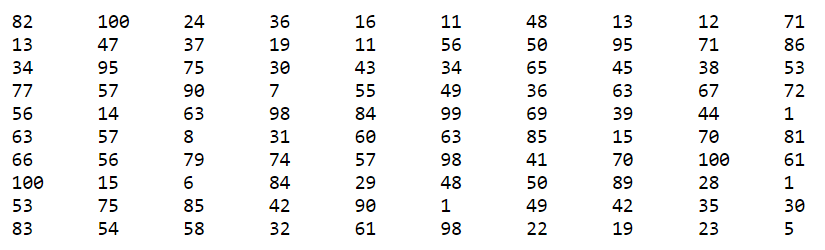 82 100 24 36 16 11 48 13 12 71
13 47 37 19 11 56 50 95 71 86
34 95 75 30 43 34 65 45 38 53
77 57 90 7 55 49 36 63 67 72
56 14 63 98 84 99 69 39 44 1
63 57 8 31 60 63 85 15 70 81
66 56 79 74 57 98 41 70 100 61
100 15 6 84 29 48 50 89 28 1
53 75 85 42 90 1 49 42 35 30
83 54 58 32 61 98 22 19 23 5